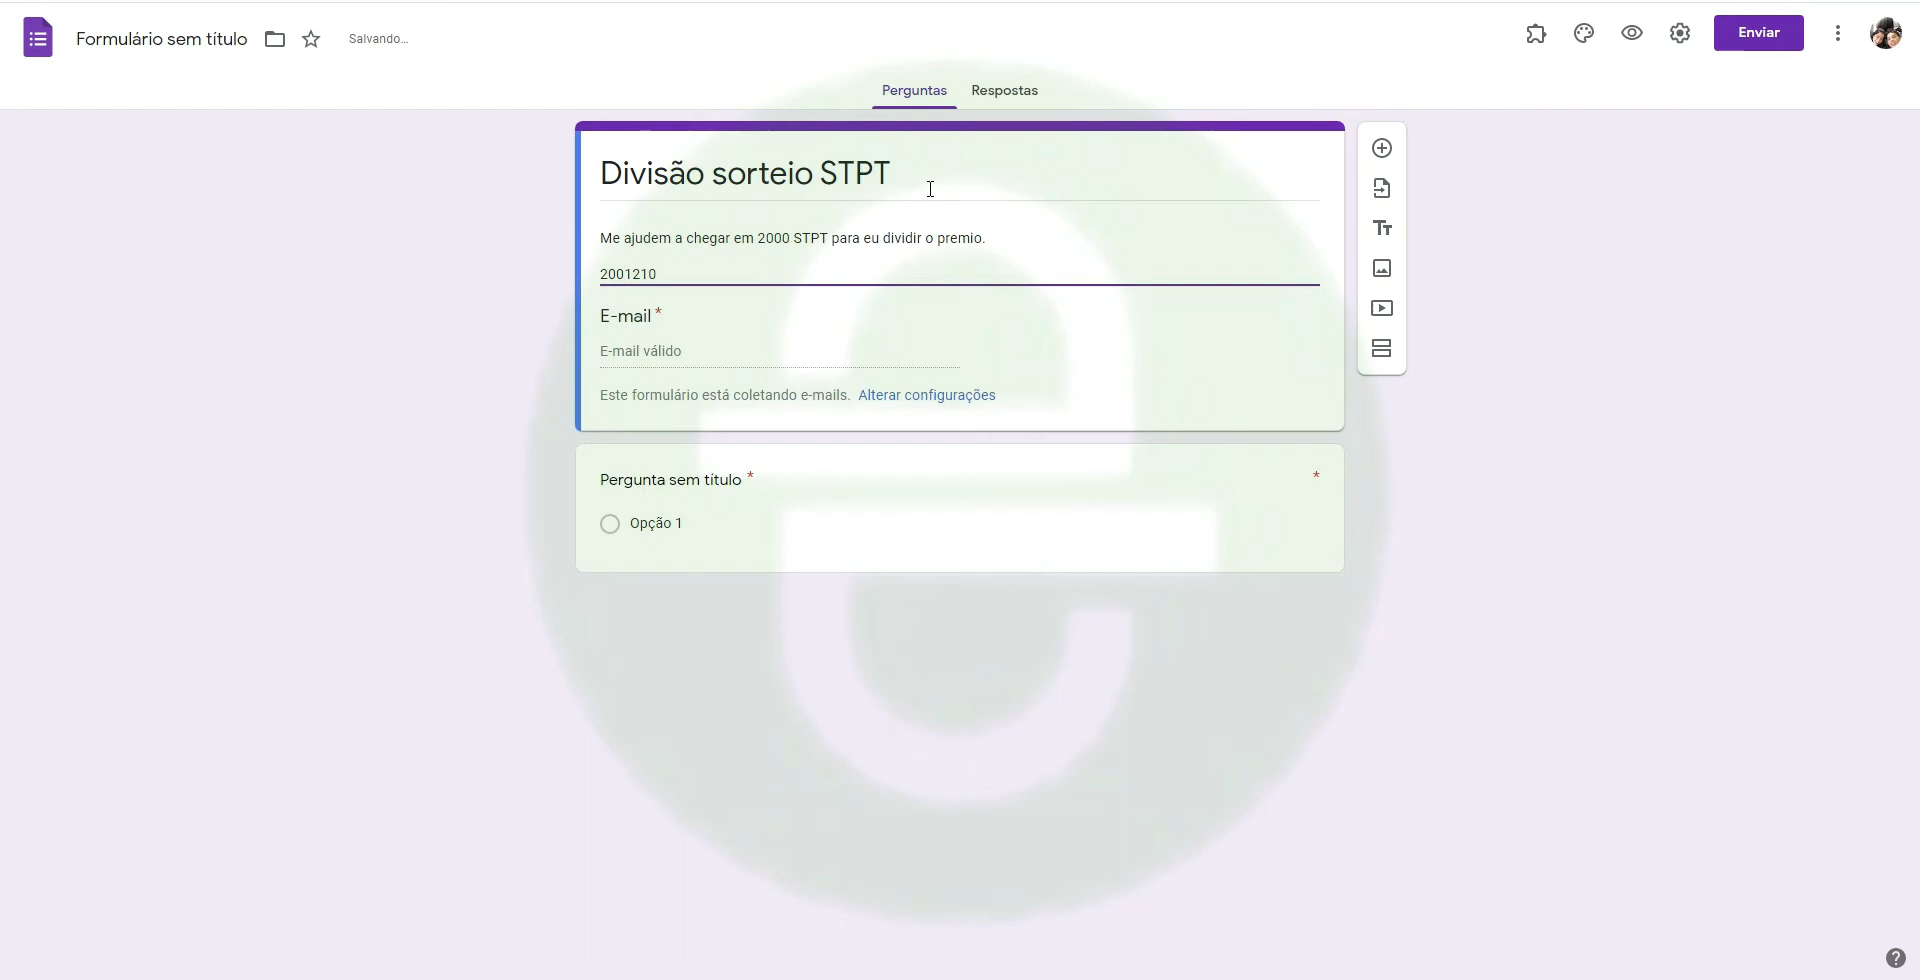 Formulário sem título
Salvando...
Enviar
Perguntas
Respostas
Divisão sorteio STPT
Me ajudem a chegar em 2000 STPT para eu dividir o premio.
2001210
E-mail *
E-mail válido
Este formulário está coletando e-mails. Alterar configurações
Pergunta sem título *
*
Opção 1